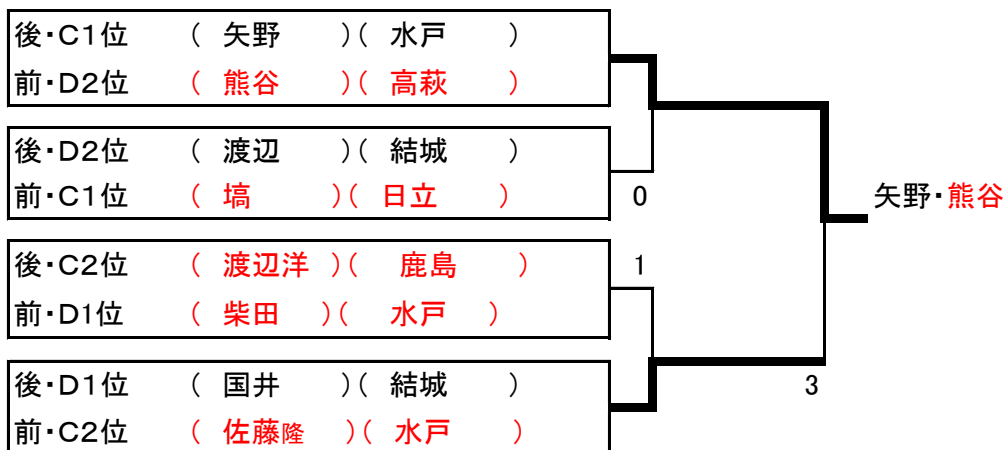 後・C1位 ( 矢野 )( 水戸 )
前・D2位 ( 熊谷 )( 高萩 )
後・D2位 ( 渡辺 )( 結城 )
前・C1位 ( 塙 )( 日立 )
0
矢野・熊谷
後・C2位 ( 渡辺洋 )( 鹿島 )
1
前・D1位 ( 柴田 )( 水戸 )
後・D1位 ( 国井 )( 結城 )
3
前・C2位 ( 佐藤隆 )( 水戸 )